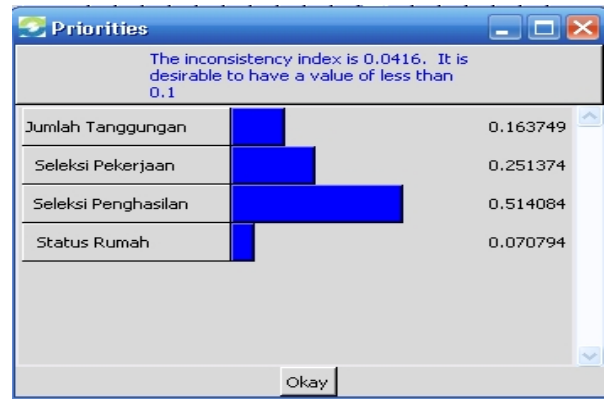 Priorities
The inconsistency index is 0.0416. It is
desirable to have a value of less than
0.1
Jumlah Tanggungan 0.163749
Seleksi Pekerjaan 0.251374
Seleksi Penghasilan 0.514084
Status Rumah 0.070794
Okay